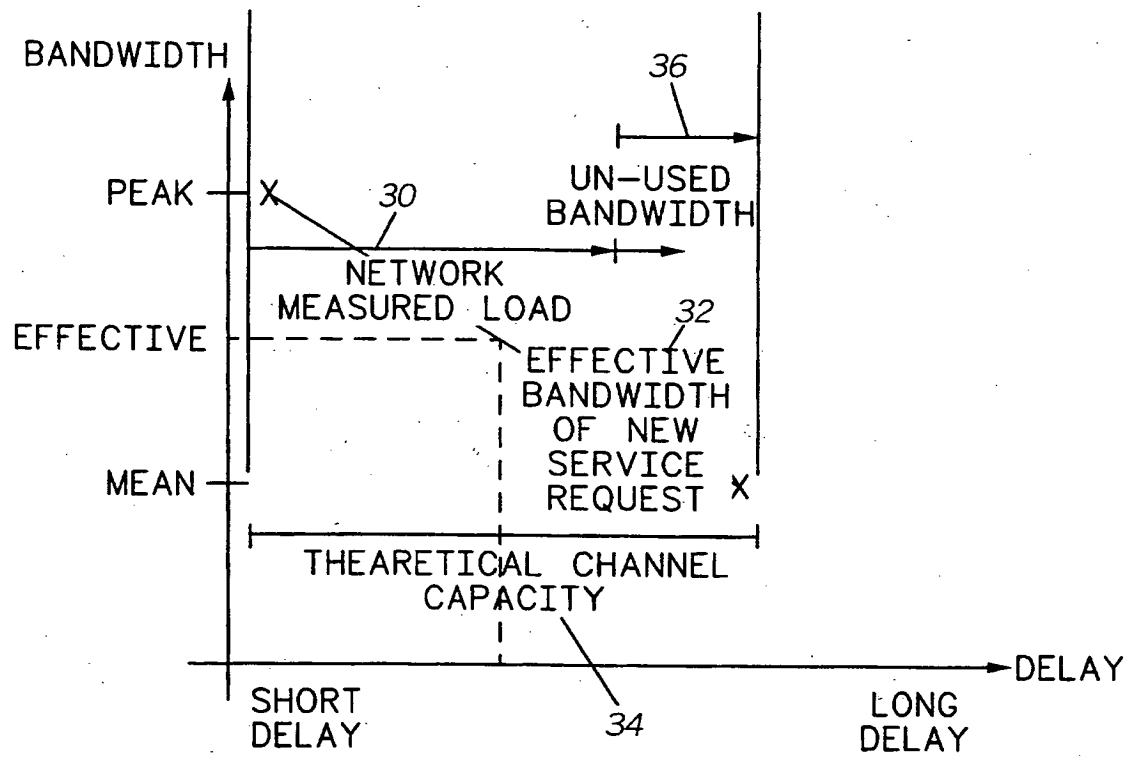 BANDWIDTH
36
PEAK
X
30
UN-USED
BANDWIDTH
NETWORK
MEASURED LOAD
32
EFFECTIVE
EFFECTIVE
BANDWIDTH
OF NEW
SERVICE
REQUEST
X
MEAN
THEARETICAL CHANNEL
CAPACITY
DELAY
SHORT
DELAY
34
LONG
DELAY